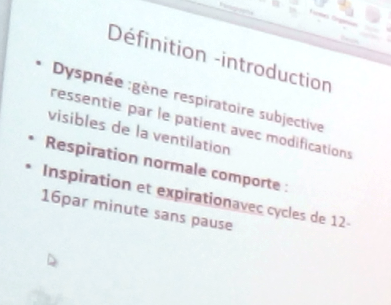 Définition -introduction
• Dyspnée :gène respiratoire subjective
ressentie par le patient avec modifications
visibles de la ventilation
• Respiration normale comporte :
• Inspiration et expirationavec cycles de 12-
16par minute sans pause